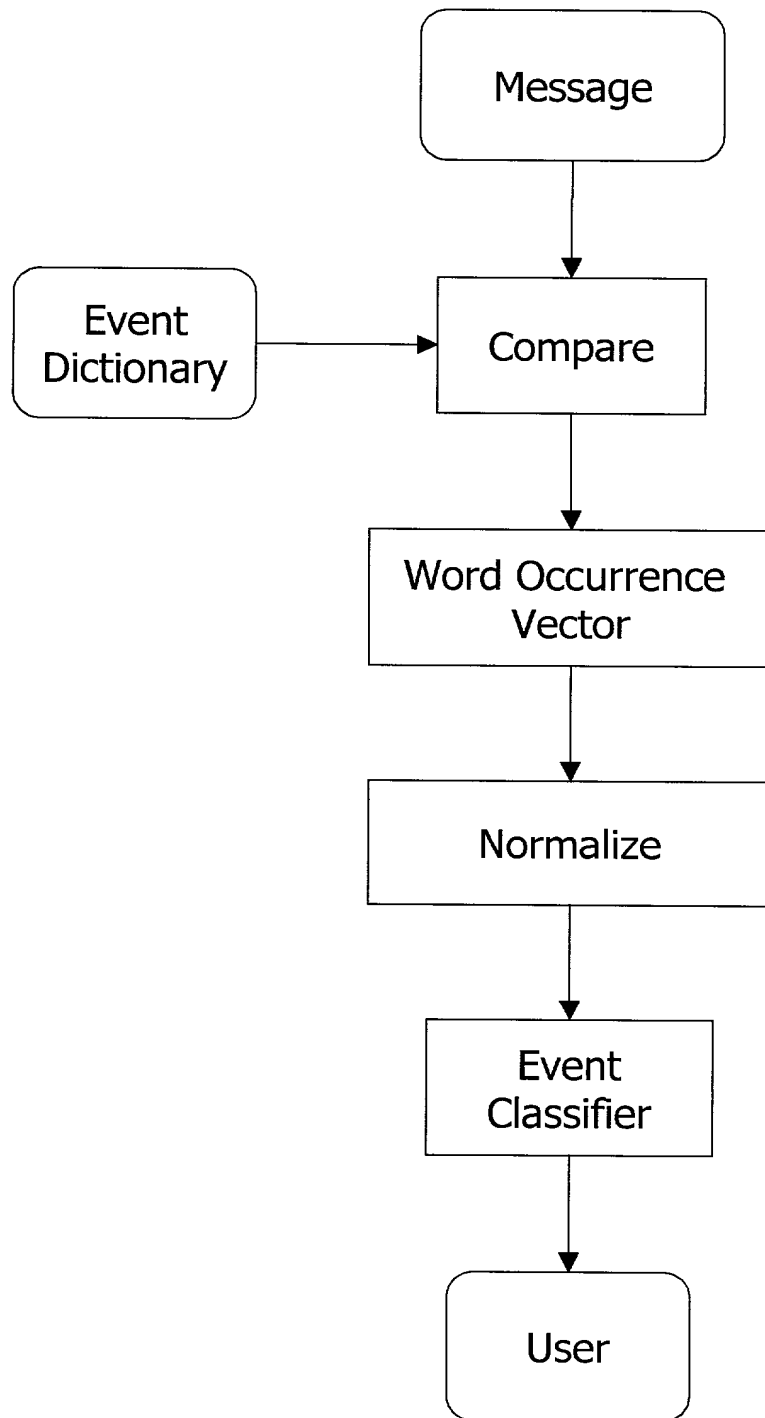 Message
Event
Dictionary
Compare
Word Occurrence
Vector
Normalize
Event
Classifier
User